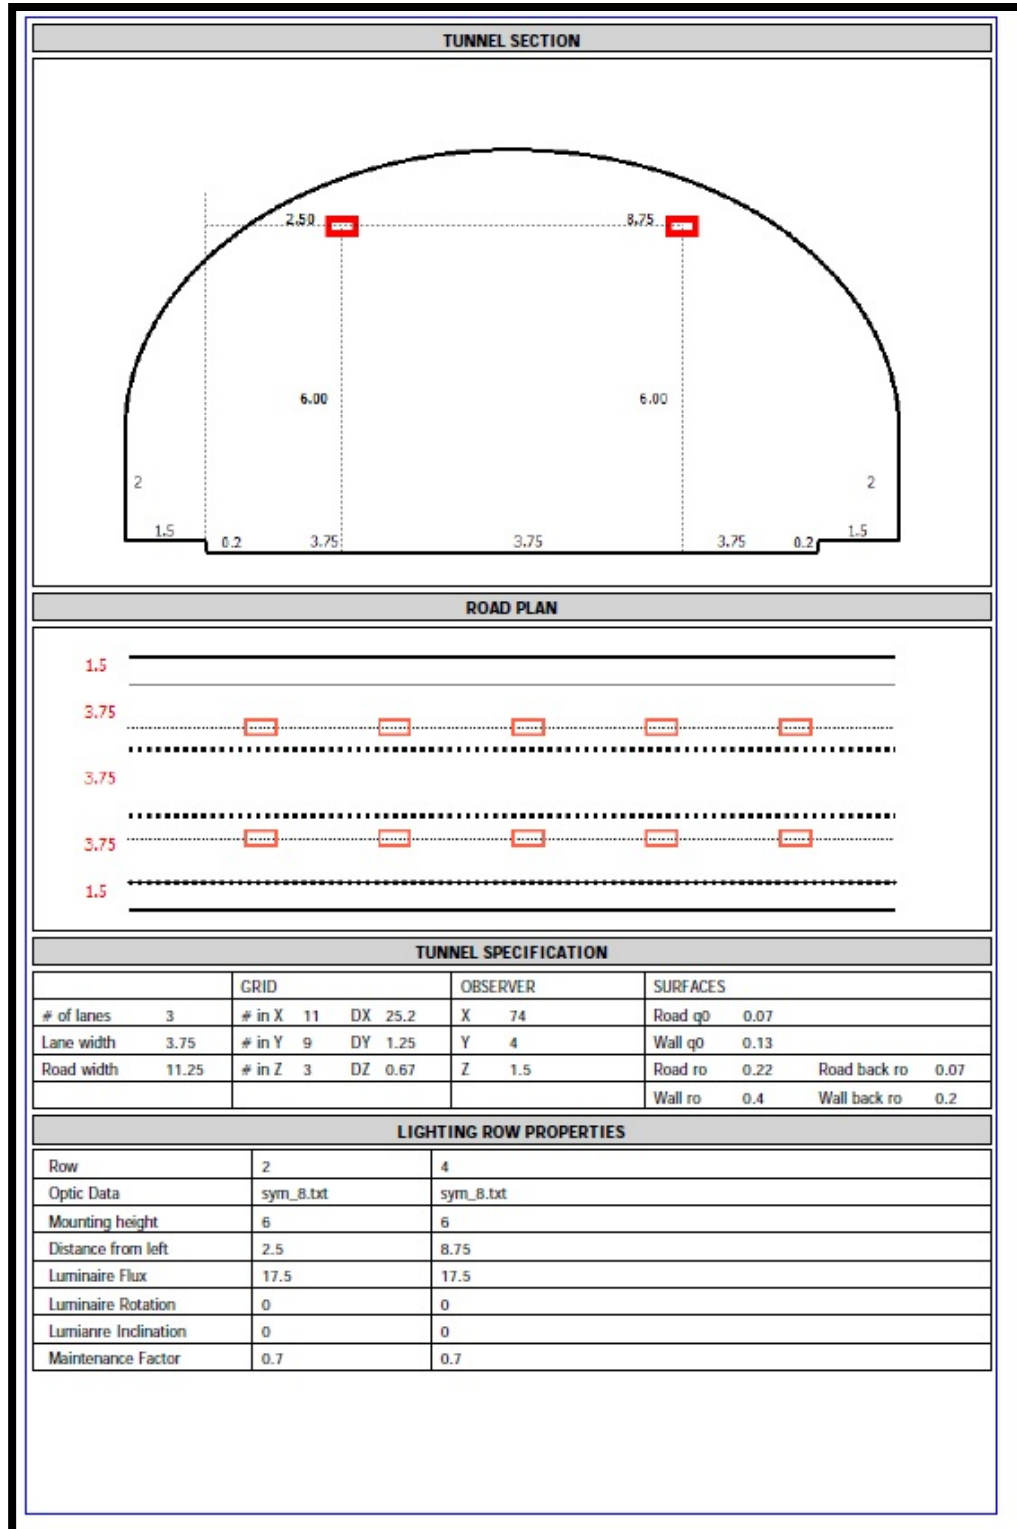 TUNNEL SECTION
2.50 8.75
6.00 6.00
2 2
1.5 0.2 3.75 3.75 3.75 0.2 1.5
ROAD PLAN
1.5
3.75
3.75
3.75
1.5
TUNNEL SPECIFICATION
GRID OBSERVER SURFACES
# of lanes 3 # in X 11 DX 25.2 X 74 Road q0 0.07
Lane width 3.75 # in Y 9 DY 1.25 Y 4 Wall q0 0.13
Road width 11.25 # in Z 3 DZ 0.67 Z 1.5 Road ro 0.22 Road back ro 0.07
Wall ro 0.4 Wall back ro 0.2
LIGHTING ROW PROPERTIES
Row 2 4
Optic Data sym_8.txt sym_8.txt
Mounting height 6 6
Distance from left 2.5 8.75
Luminaire Flux 17.5 17.5
Luminaire Rotation 0 0
Lumianre Inclination 0 0
Maintenance Factor 0.7 0.7